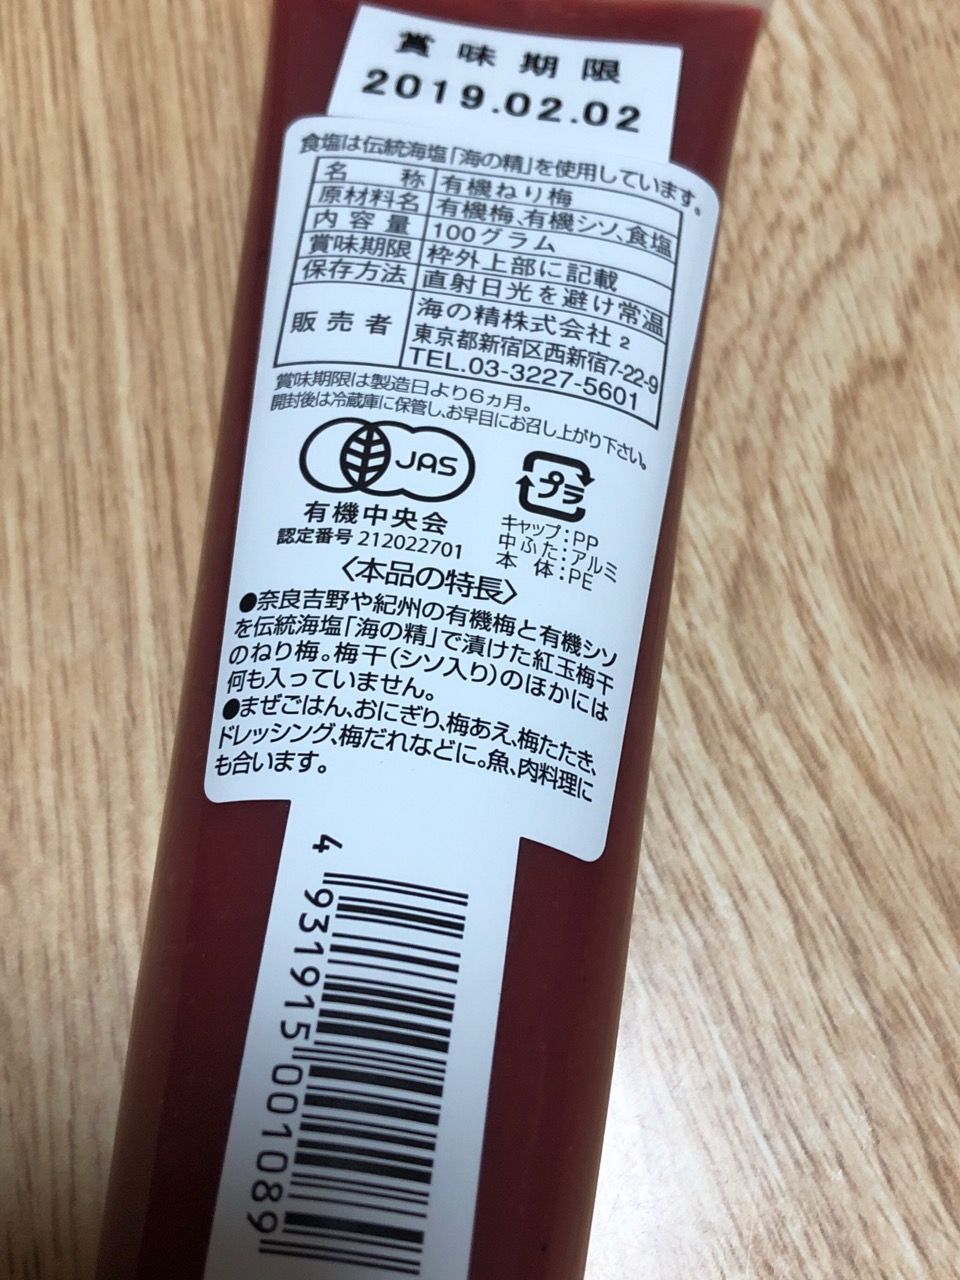 賞味期限
2019.02.02
食塩は伝統海塩「海の精」を使用しています。
名 称 有機ねり梅
原材料名 有機梅、有機シソ、食塩
内容量 100グラム
賞味期限 枠外上部に記載
保存方法 直射日光を避け常温
販売者 海の精株式会社 2
東京都新宿区西新宿7-22-9
TEL.03-3227-5601
賞味期限は製造日より6ヵ月。
開封後は冷蔵庫に保管し、お早目にお召し上がり下さい。
JAS
有機中央会
認定番号 212022701
プラ
キャップ:PP
中ふた:アルミ
本 体:PE
〈本品の特長〉
●奈良吉野や紀州の有機梅と有機シソ
を伝統海塩「海の精」で漬けた紅玉梅干
のねり梅。梅干(シソ入り)のほかには
何も入っていません。
●まぜごはん、おにぎり、梅あえ、梅たたき、
ドレッシング、梅だれなどに。魚、肉料理に
も合います。
4 931915 001089